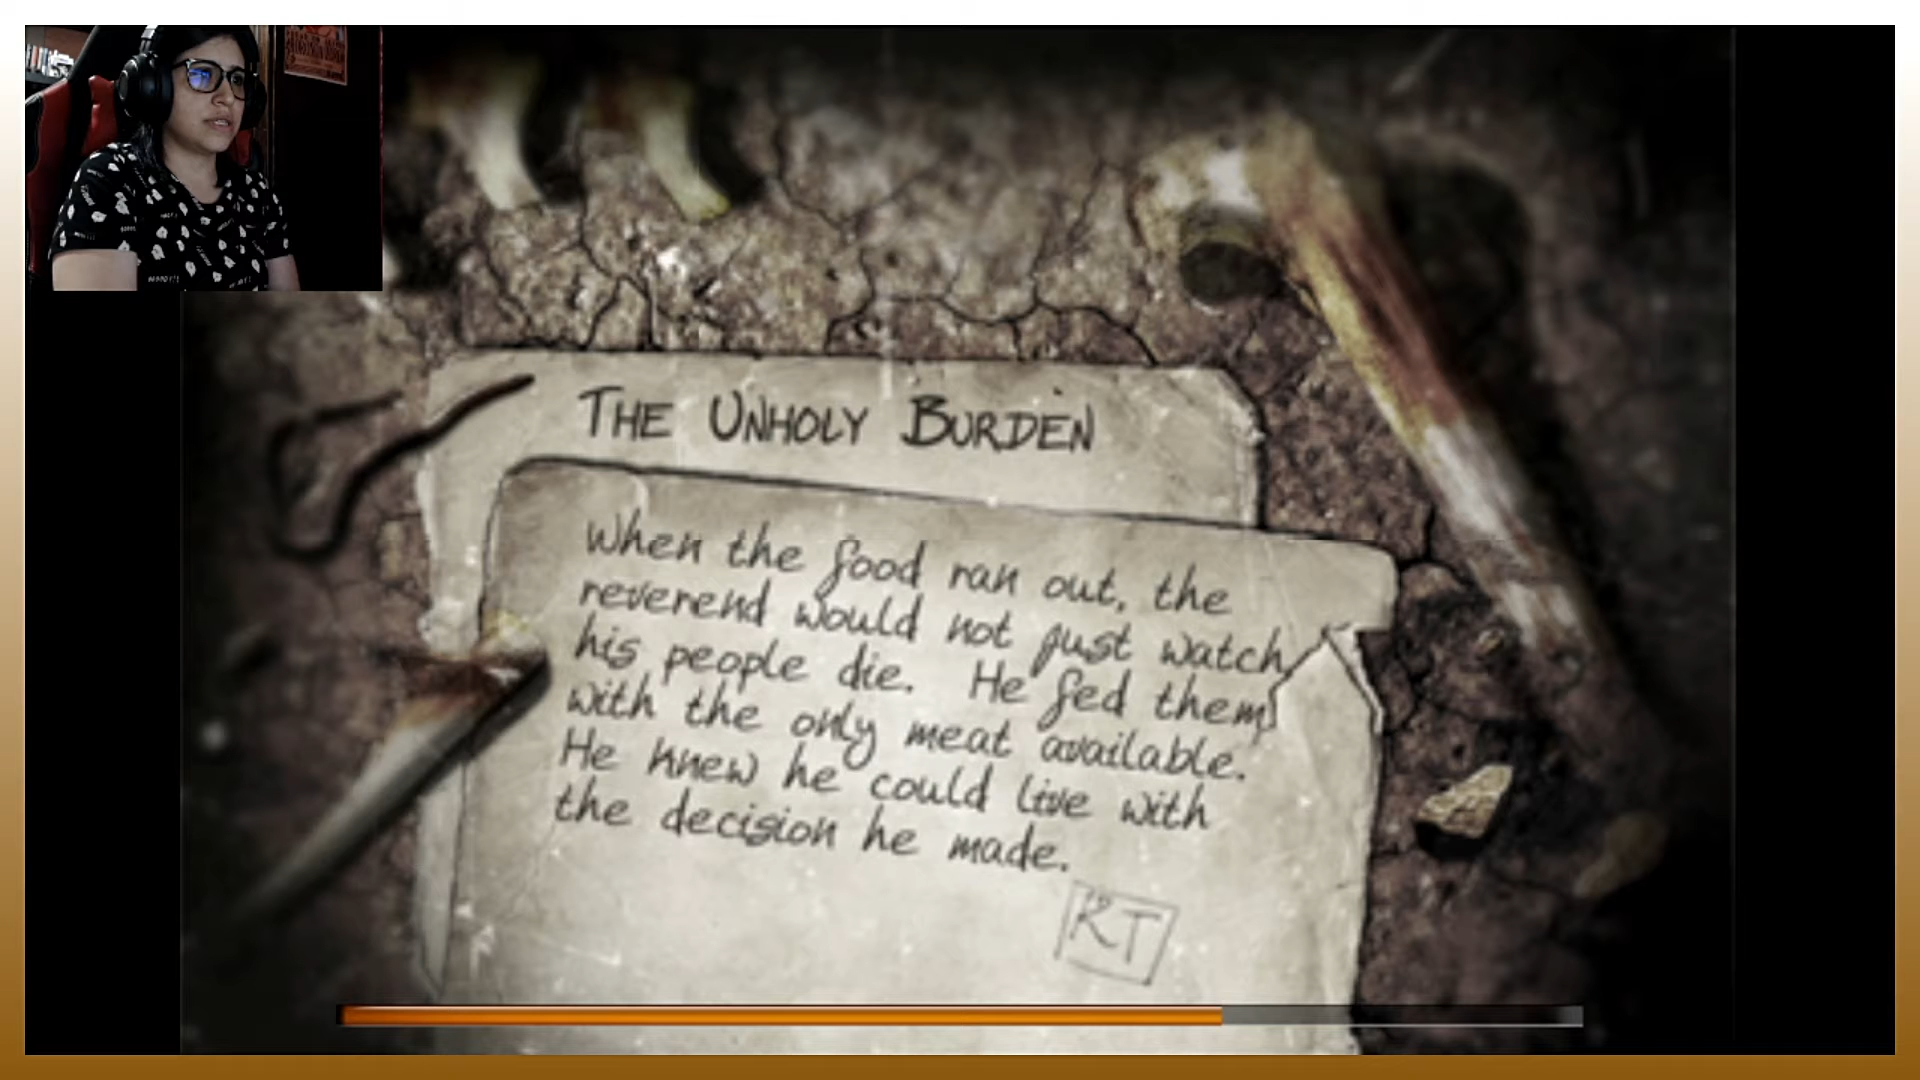 THE UNHOLY BURDEN
When the food ran out, the
reverend would not just watch
his people die. He fed them
with the only meat available.
He knew he could live with
the decision he made.
KT